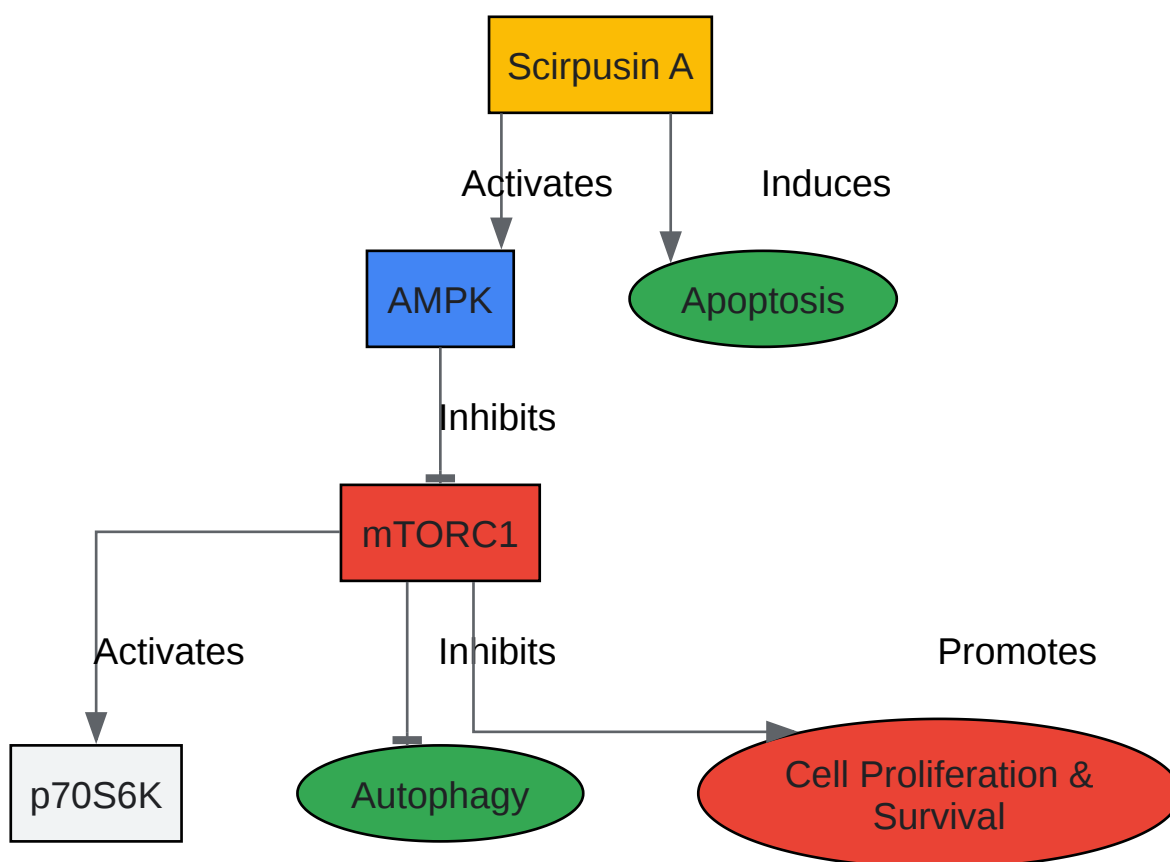 Scirpusin A
Activates
Induces
AMPK
Apoptosis
Inhibits
mTORC1
Activates
Inhibits
Promotes
p70S6K
Autophagy
Cell Proliferation &
Survival